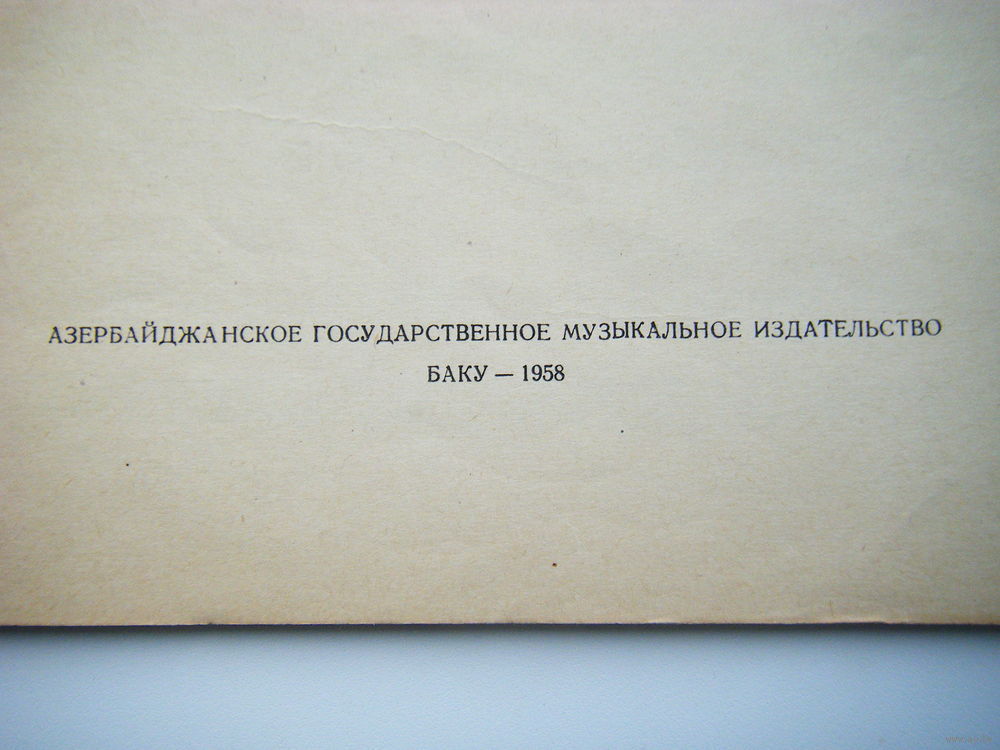 АЗЕРБАЙДЖАНСКОЕ ГОСУДАРСТВЕННОЕ МУЗЫКАЛЬНОЕ ИЗДАТЕЛЬСТВО
БАКУ — 1958